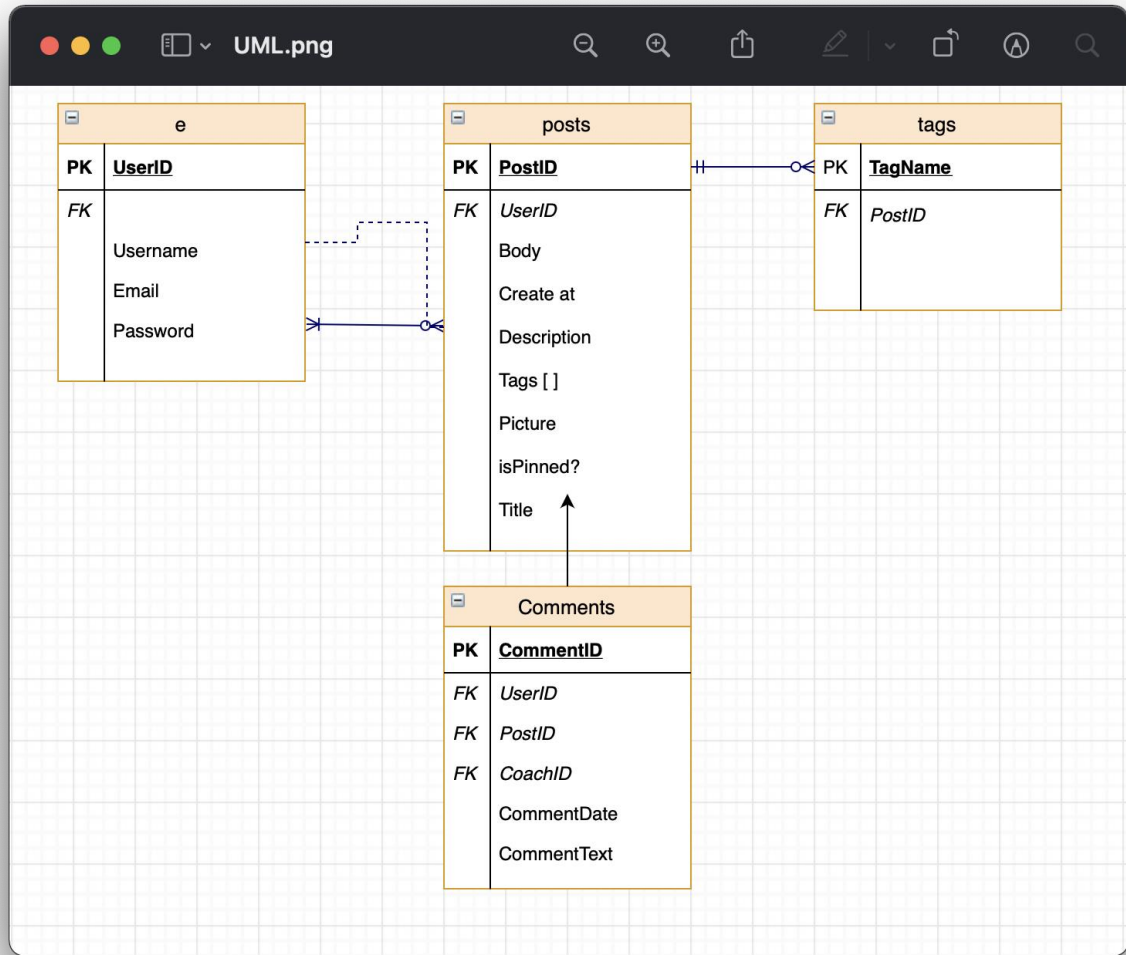 UML.png
e
PK UserID
FK
Username
Email
Password
posts
PK PostID
FK UserID
Body
Create at
Description
Tags [ ]
Picture
isPinned?
Title
tags
PK TagName
FK PostID
Comments
PK CommentID
FK UserID
FK PostID
FK CoachID
CommentDate
CommentText